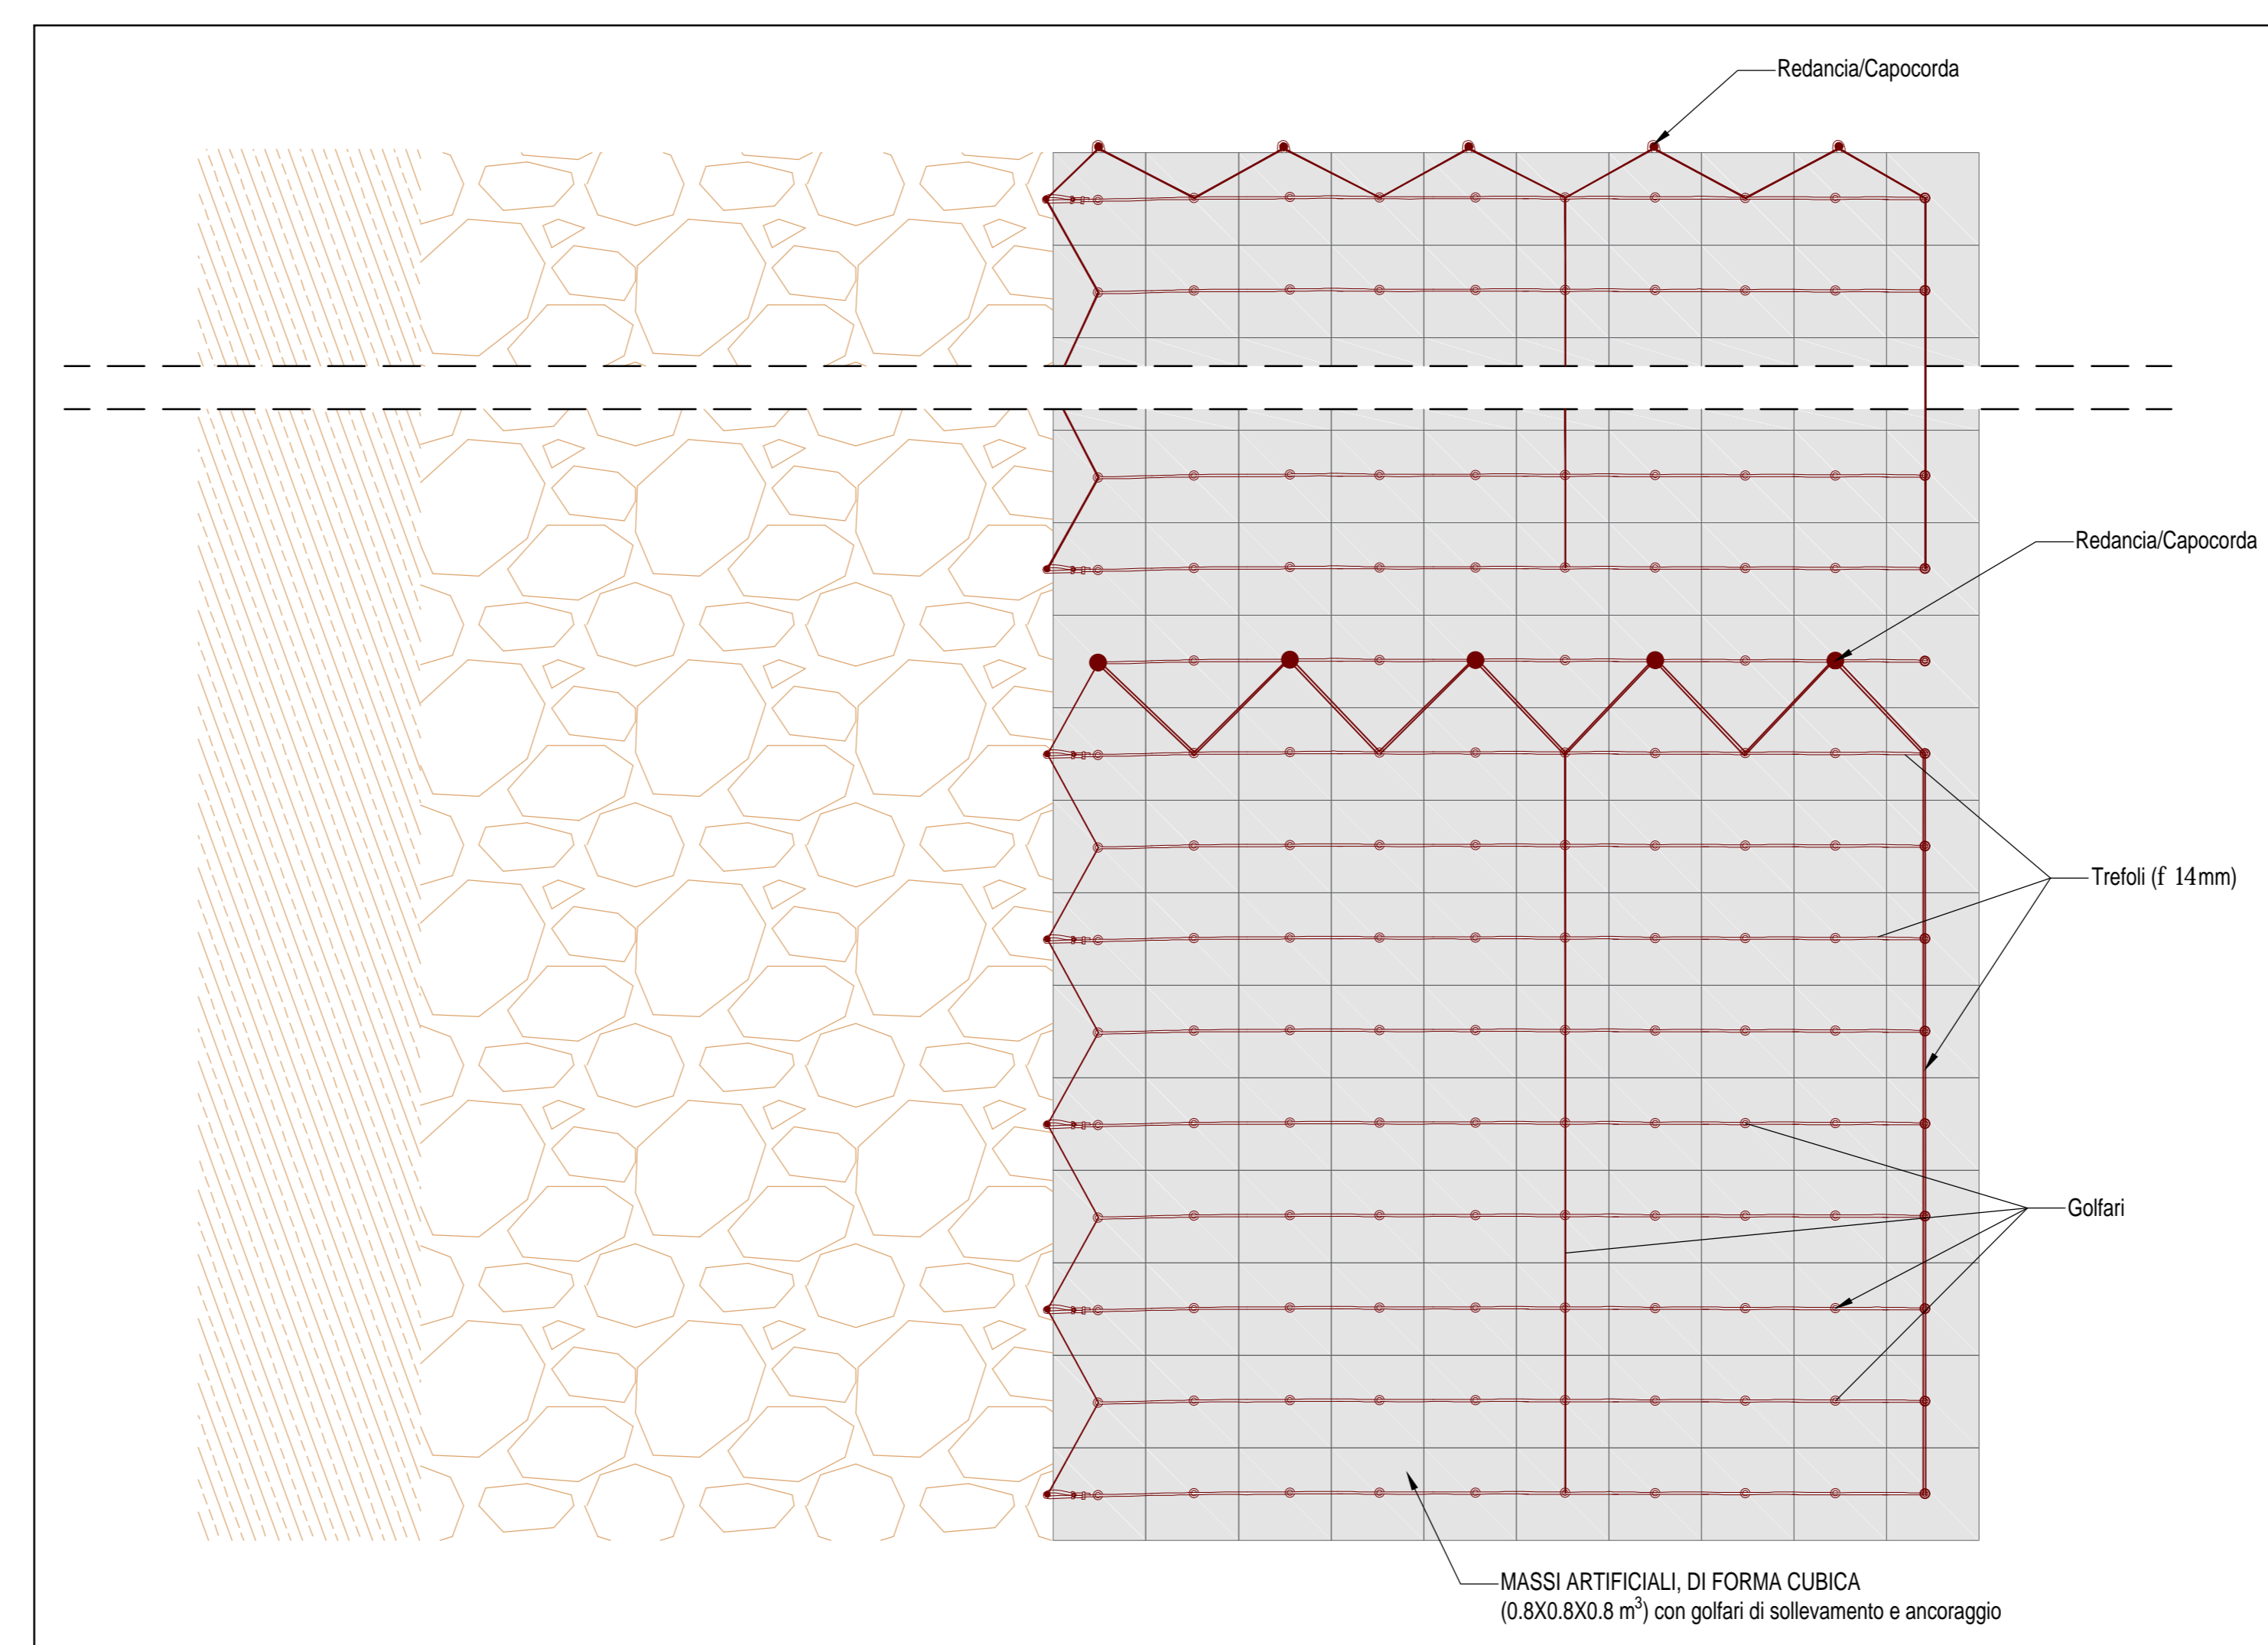 Redancia/Capocorda
Redancia/Capocorda
Trefoli (f 14mm)
Golfari
MASSI ARTIFICIALI, DI FORMA CUBICA
(0.8X0.8X0.8 m³) con golfari di sollevamento e ancoraggio